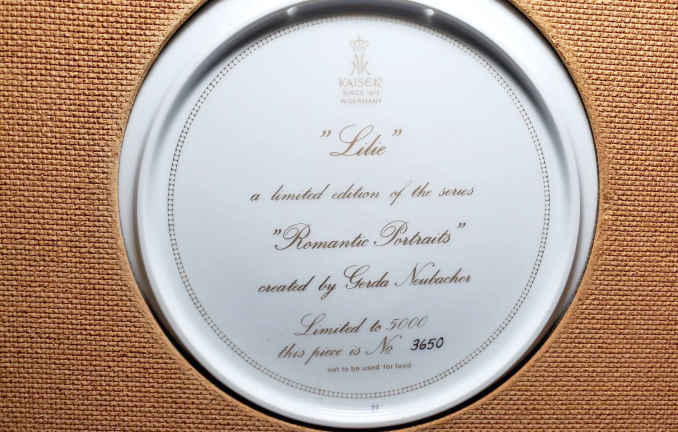 KAISER
SINCE 1872
W.GERMANY
"Lilie"
a limited edition of the series
"Romantic Portraits"
created by Gerda Neubacher
Limited to 5000
this piece is No 3650
not to be used for food